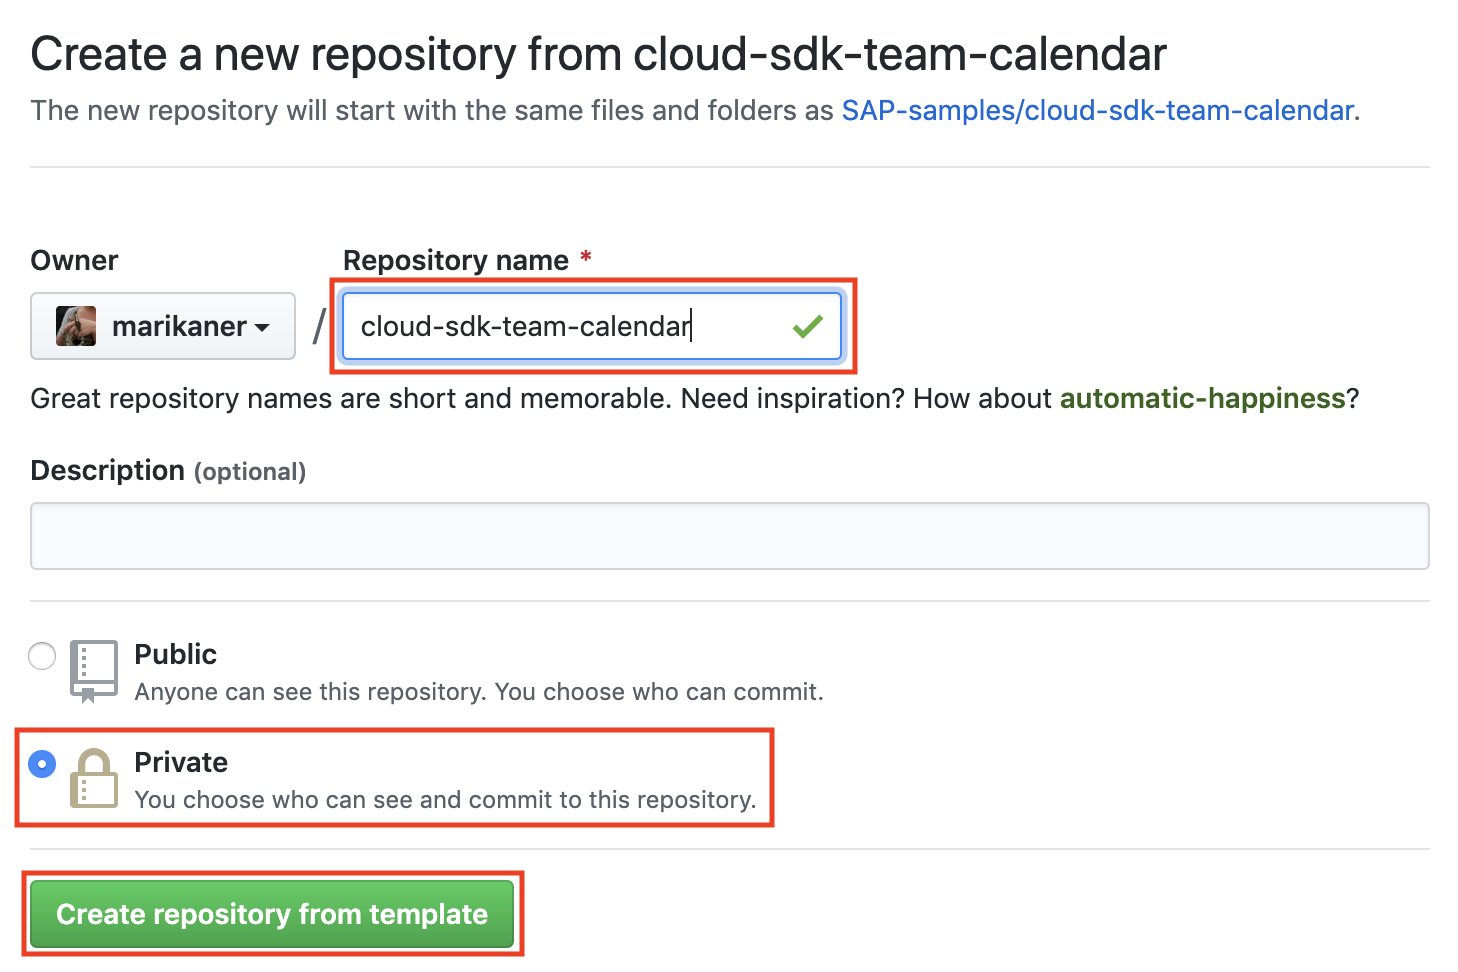 Create a new repository from cloud-sdk-team-calendar
The new repository will start with the same files and folders as SAP-samples/cloud-sdk-team-calendar.
Owner
Repository name *
marikaner
/
cloud-sdk-team-calendar
Great repository names are short and memorable. Need inspiration? How about automatic-happiness?
Description (optional)
Public
Anyone can see this repository. You choose who can commit.
Private
You choose who can see and commit to this repository.
Create repository from template